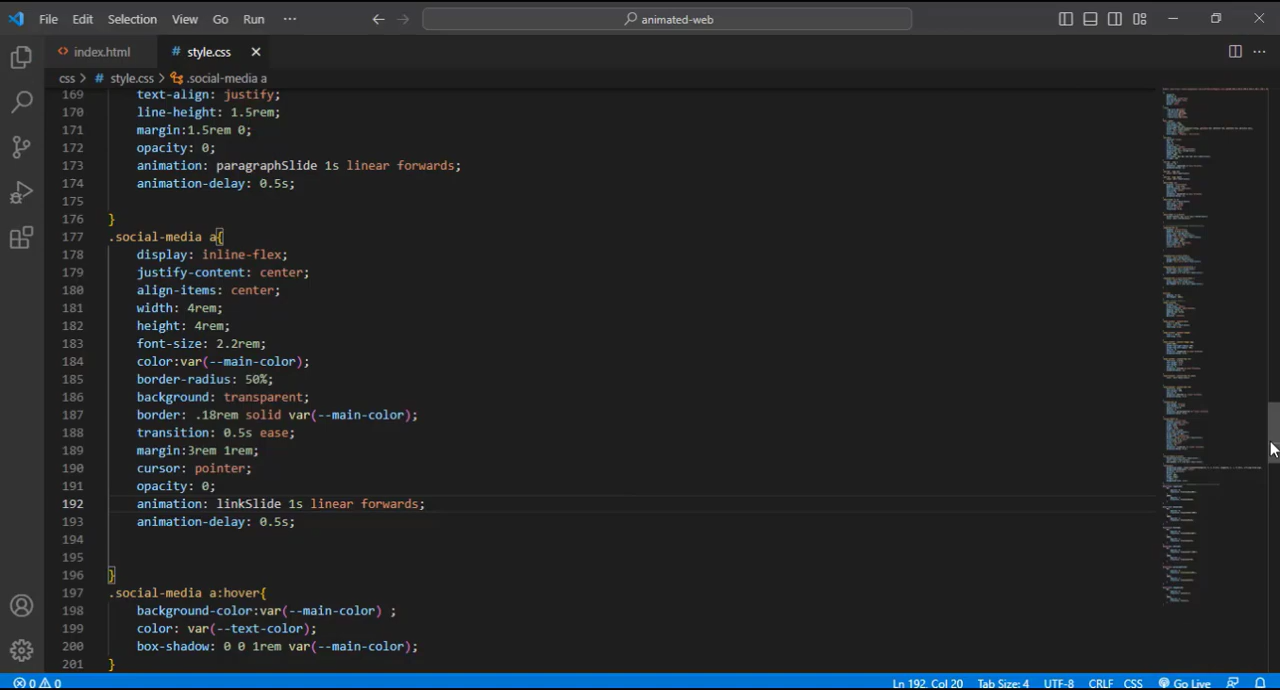 File Edit Selection View Go Run ··· animated-web
index.html style.css
css > style.css > .social-media a
169 text-align: justify;
170 line-height: 1.5rem;
171 margin:1.5rem 0;
172 opacity: 0;
173 animation: paragraphSlide 1s linear forwards;
174 animation-delay: 0.5s;
175
176 }
177 .social-media a{
178 display: inline-flex;
179 justify-content: center;
180 align-items: center;
181 width: 4rem;
182 height: 4rem;
183 font-size: 2.2rem;
184 color:var(--main-color);
185 border-radius: 50%;
186 background: transparent;
187 border: .18rem solid var(--main-color);
188 transition: 0.5s ease;
189 margin:3rem 1rem;
190 cursor: pointer;
191 opacity: 0;
192 animation: linkSlide 1s linear forwards;
193 animation-delay: 0.5s;
194
195
196 }
197 .social-media a:hover{
198 background-color:var(--main-color) ;
199 color: var(--text-color);
200 box-shadow: 0 0 1rem var(--main-color);
201 }
0 0 Ln 192, Col 20 Tab Size: 4 UTF-8 CRLF CSS Go Live